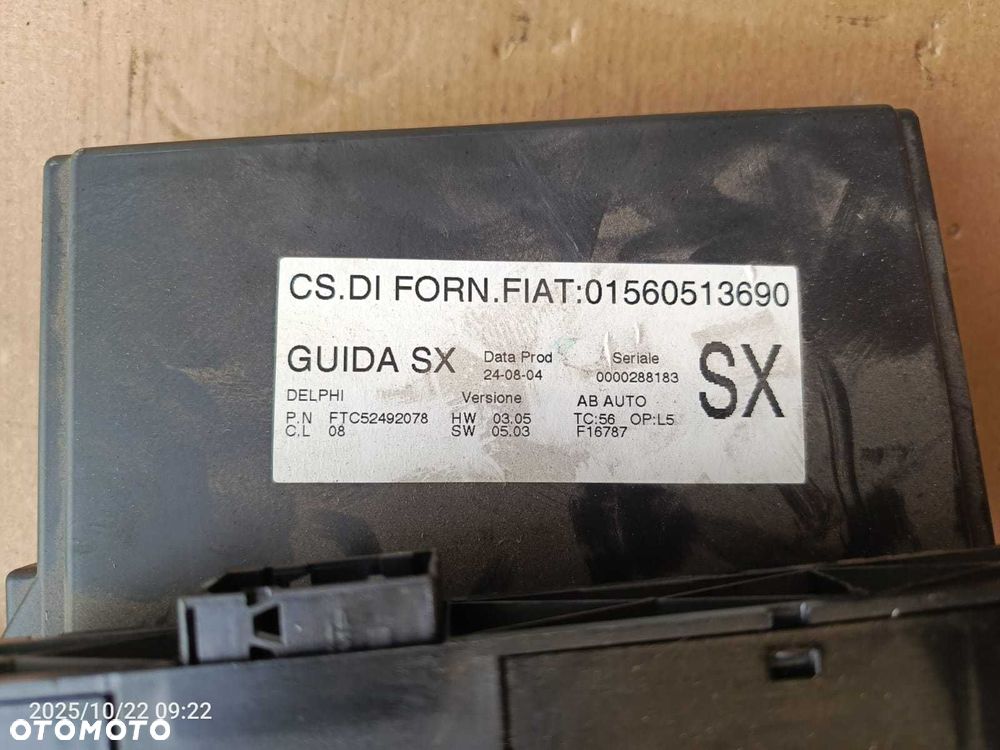 CS.DI FORN.FIAT:01560513690
GUIDA SX Data Prod 24-08-04 Seriale 0000288183 SX
DELPHI Versione AB AUTO
P.N FTC52492078 HW 03.05 TC:56 OP:L5
C.L 08 SW 05.03 F16787
2025/10/22 09:22
OTOMOTO